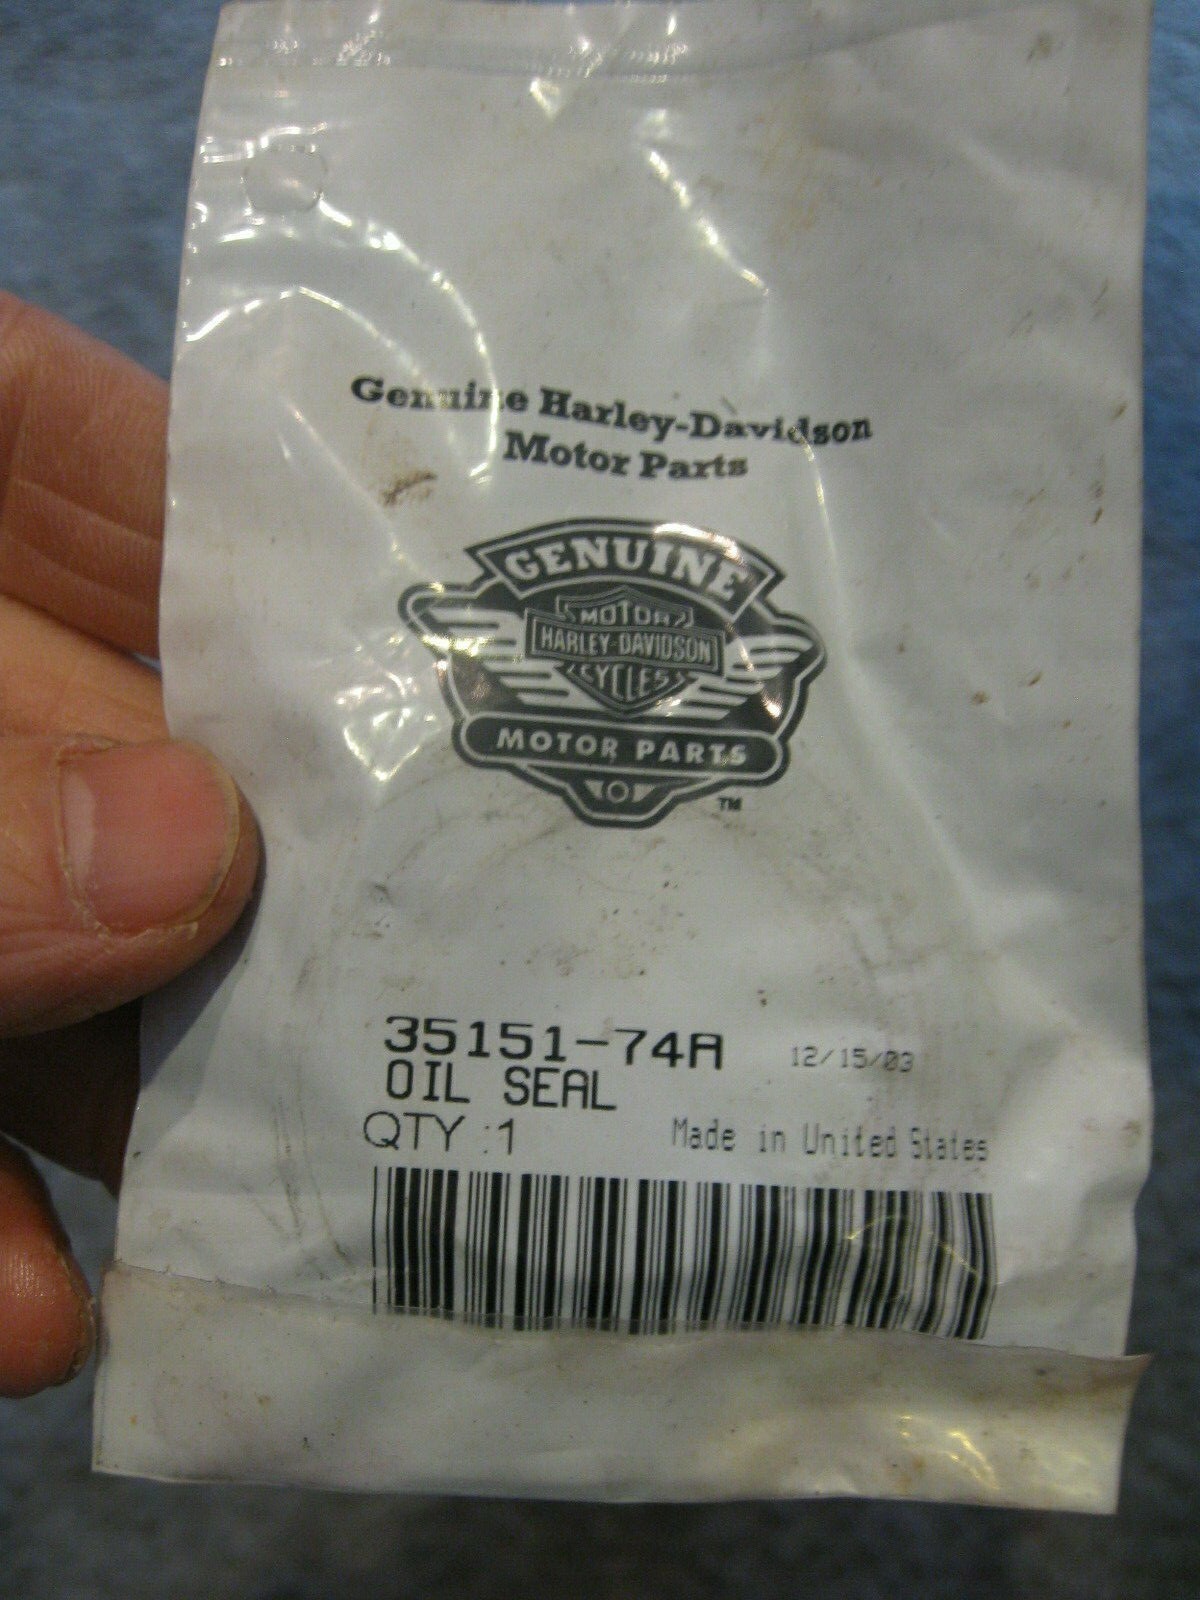 Genuine Harley-Davidson
Motor Parts
GENUINE
MOTOR
HARLEY-DAVIDSON
CYCLES
MOTOR PARTS
TM
35151-74A 12/15/03
OIL SEAL
QTY :1 Made in United States